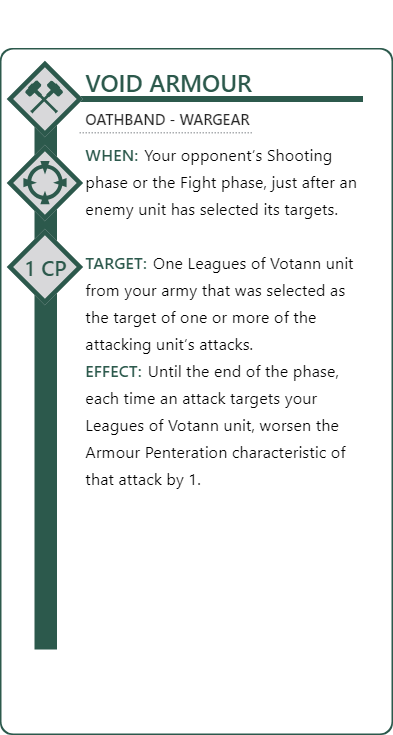 VOID ARMOUR
OATHBAND - WARGEAR
WHEN: Your opponent's Shooting
phase or the Fight phase, just after an
enemy unit has selected its targets.
1 CP
TARGET: One Leagues of Votann unit
from your army that was selected as
the target of one or more of the
attacking unit's attacks.
EFFECT: Until the end of the phase,
each time an attack targets your
Leagues of Votann unit, worsen the
Armour Penteration characteristic of
that attack by 1.